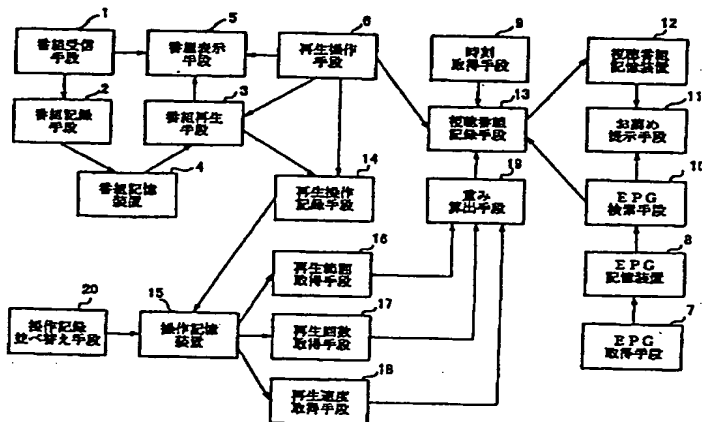 1
番組受信
手段
5
番組表示
手段
6
再生操作
手段
9
時刻
取得手段
12
視聴番組
記憶装置
2
番組記録
手段
3
番組再生
手段
13
視聴番組
記録手段
11
お薦め
提示手段
4
番組記憶
装置
14
再生操作
記録手段
19
重み
算出手段
10
EPG
検索手段
16
再生範囲
取得手段
8
EPG
記憶装置
20
操作記録
並べ替え手段
15
操作記憶
装置
17
再生回数
取得手段
7
EPG
取得手段
18
再生速度
取得手段